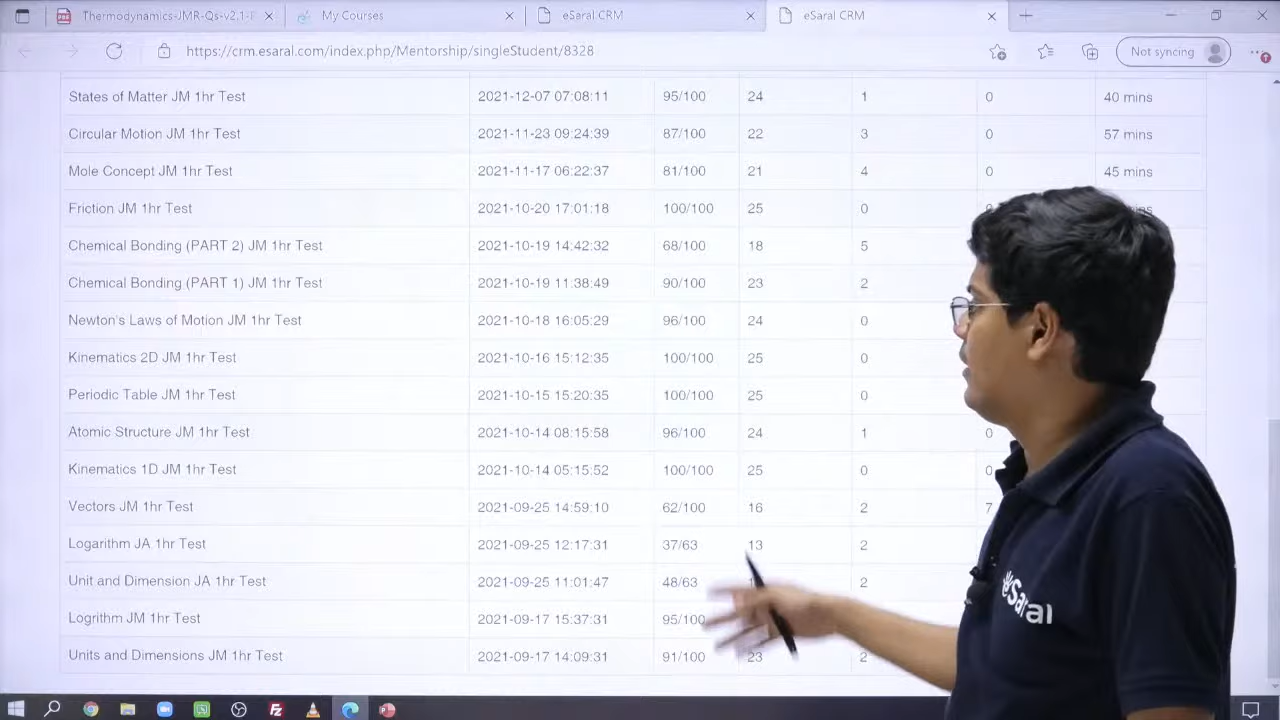 Thermodynamics-JMR-Qs-v2.1-I My Courses eSaral CRM eSaral CRM
https://crm.esaral.com/index.php/Mentorship/singleStudent/8328 Not syncing
States of Matter JM 1hr Test 2021-12-07 07:08:11 95/100 24 1 0 40 mins
Circular Motion JM 1hr Test 2021-11-23 09:24:39 87/100 22 3 0 57 mins
Mole Concept JM 1hr Test 2021-11-17 06:22:37 81/100 21 4 0 45 mins
Friction JM 1hr Test 2021-10-20 17:01:18 100/100 25 0
Chemical Bonding (PART 2) JM 1hr Test 2021-10-19 14:42:32 68/100 18 5
Chemical Bonding (PART 1) JM 1hr Test 2021-10-19 11:38:49 90/100 23 2
Newton's Laws of Motion JM 1hr Test 2021-10-18 16:05:29 96/100 24 0
Kinematics 2D JM 1hr Test 2021-10-16 15:12:35 100/100 25 0
Periodic Table JM 1hr Test 2021-10-15 15:20:35 100/100 25 0
Atomic Structure JM 1hr Test 2021-10-14 08:15:58 96/100 24 1 0
Kinematics 1D JM 1hr Test 2021-10-14 05:15:52 100/100 25 0 0
Vectors JM 1hr Test 2021-09-25 14:59:10 62/100 16 2 7
Logarithm JA 1hr Test 2021-09-25 12:17:31 37/63 13 2
Unit and Dimension JA 1hr Test 2021-09-25 11:01:47 48/63 2
Logrithm JM 1hr Test 2021-09-17 15:37:31 95/100
Units and Dimensions JM 1hr Test 2021-09-17 14:09:31 91/100 23 2
eSaral